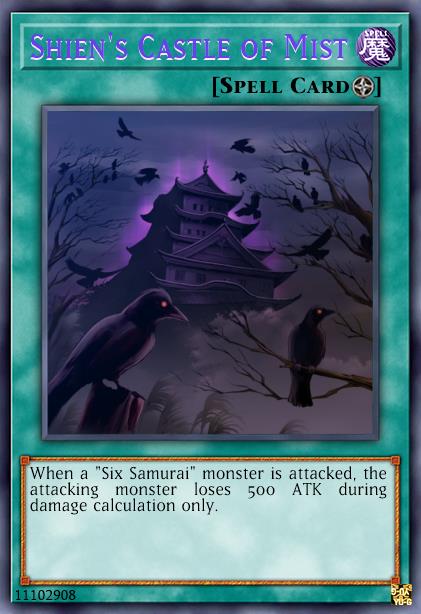 Shien's Castle of Mist
SPELL
魔
[Spell Card]
When a "Six Samurai" monster is attacked, the
attacking monster loses 500 ATK during
damage calculation only.
11102908